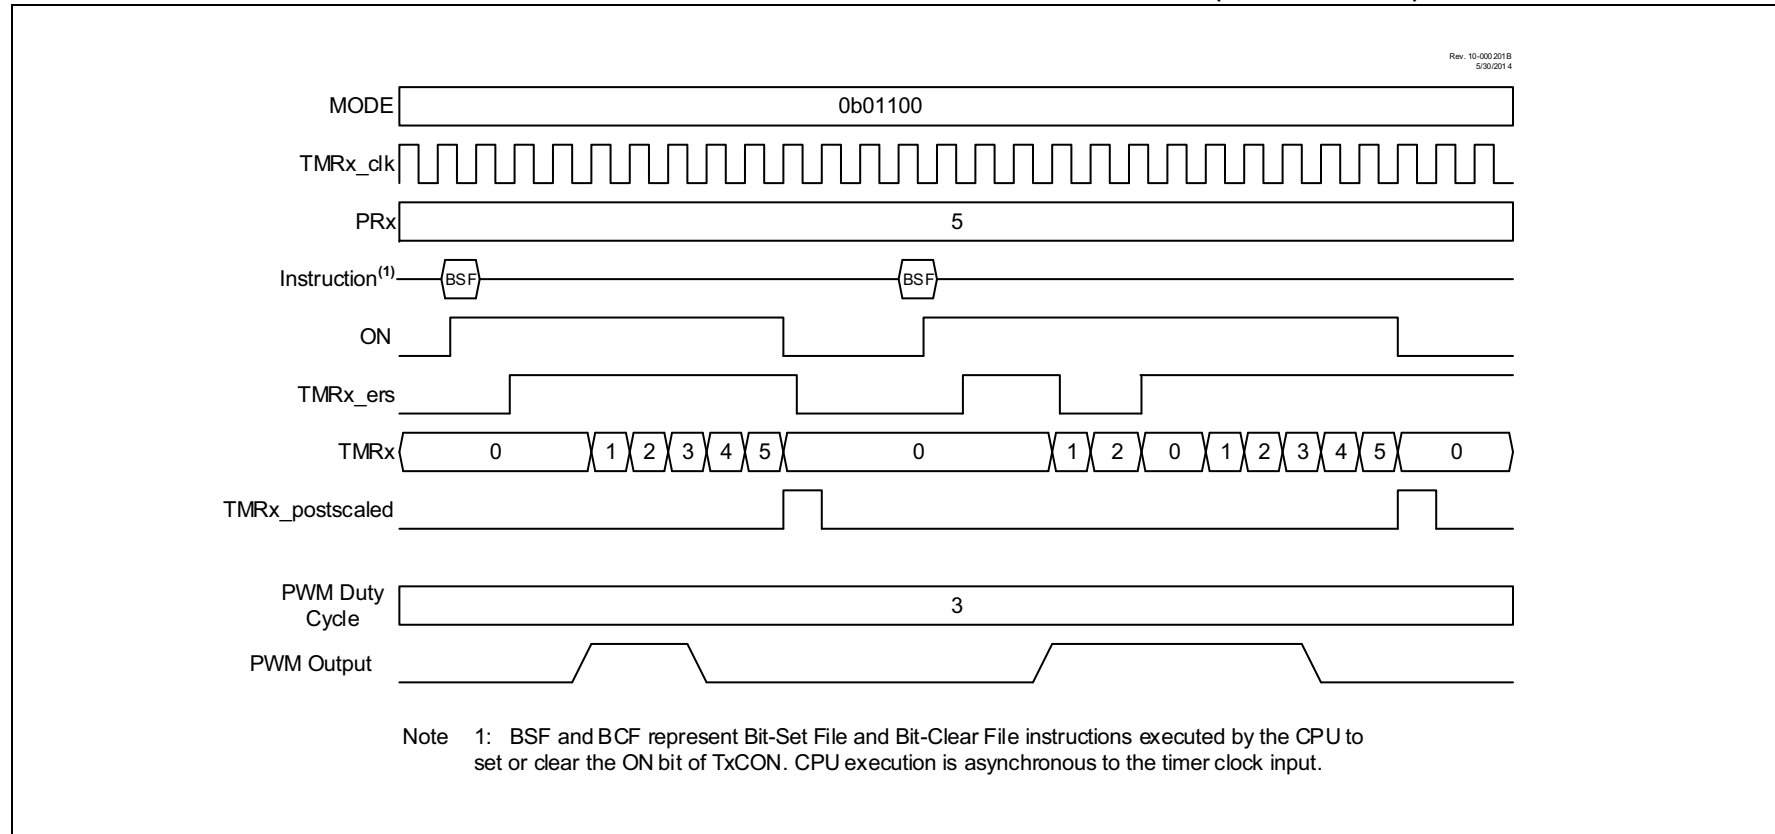 Rev. 10-000201B
5/30/2014
MODE 0b01100
TMRx_clk
PRx 5
Instruction(1) BSF BSF
ON
TMRx_ers
TMRx 0 1 2 3 4 5 0 1 2 0 1 2 3 4 5 0
TMRx_postscaled
PWM Duty
Cycle 3
PWM Output
Note 1: BSF and BCF represent Bit-Set File and Bit-Clear File instructions executed by the CPU to
set or clear the ON bit of TxCON. CPU execution is asynchronous to the timer clock input.